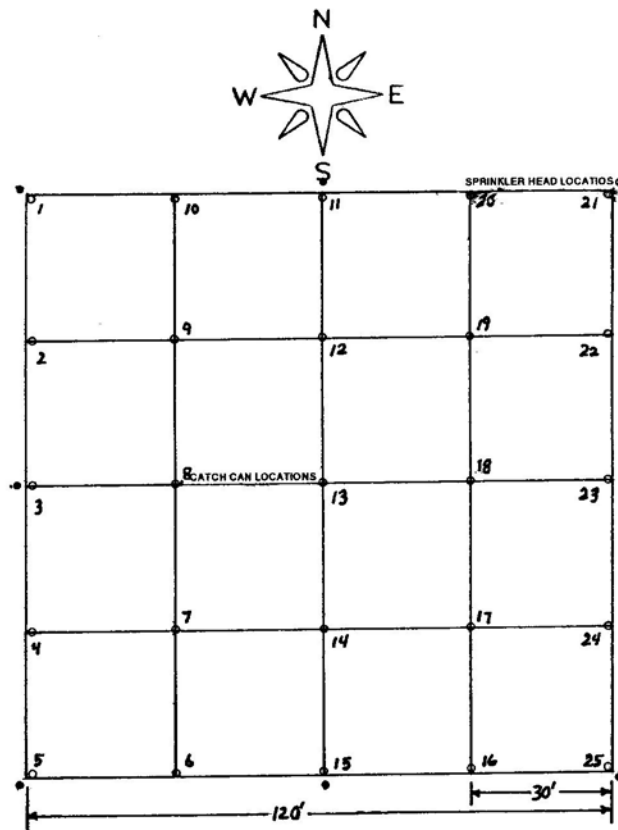 N
W E
S
SPRINKLER HEAD LOCATIOS
1 10 11 20 21
2 9 12 19 22
3 8 CATCH CAN LOCATIONS 13 18 23
4 7 14 17 24
5 6 15 16 25
30'
120'